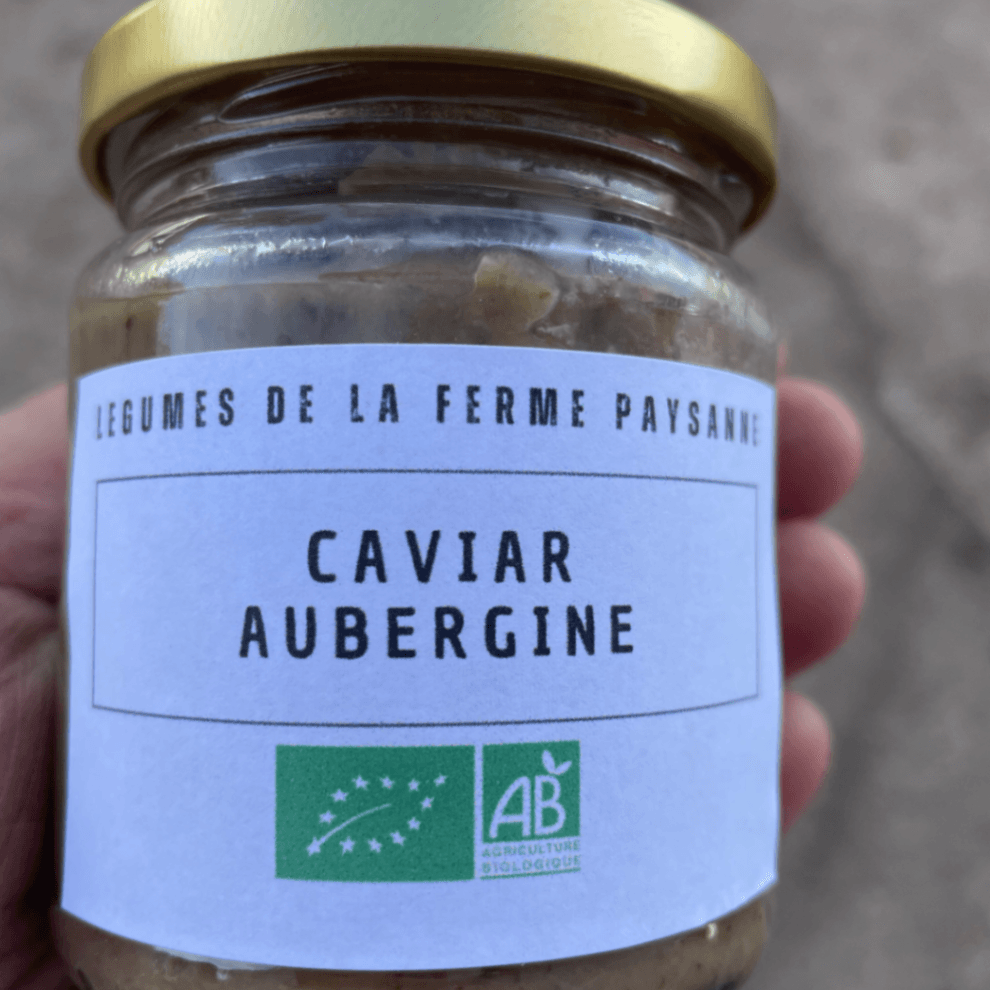 LEGUMES DE LA FERME PAYSANNE
CAVIAR
AUBERGINE
AB
AGRICULTURE
BIOLOGIQUE